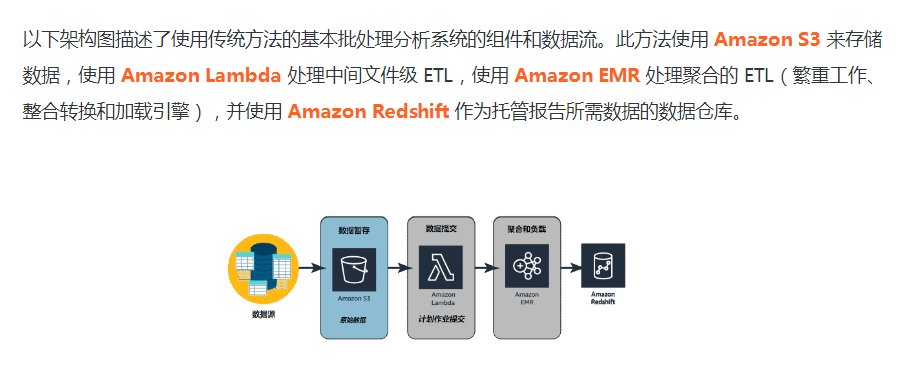 以下架构图描述了使用传统方法的基本批处理分析系统的组件和数据流。此方法使用 Amazon S3 来存储
数据，使用 Amazon Lambda 处理中间文件级 ETL，使用 Amazon EMR 处理聚合的 ETL（繁重工作、
整合转换和加载引擎），并使用 Amazon Redshift 作为托管报告所需数据的数据仓库。
数据源
数据暂存
Amazon S3
原始数据
数据提交
Amazon
Lambda
计划作业提交
聚合和负载
Amazon
EMR
Amazon
Redshift